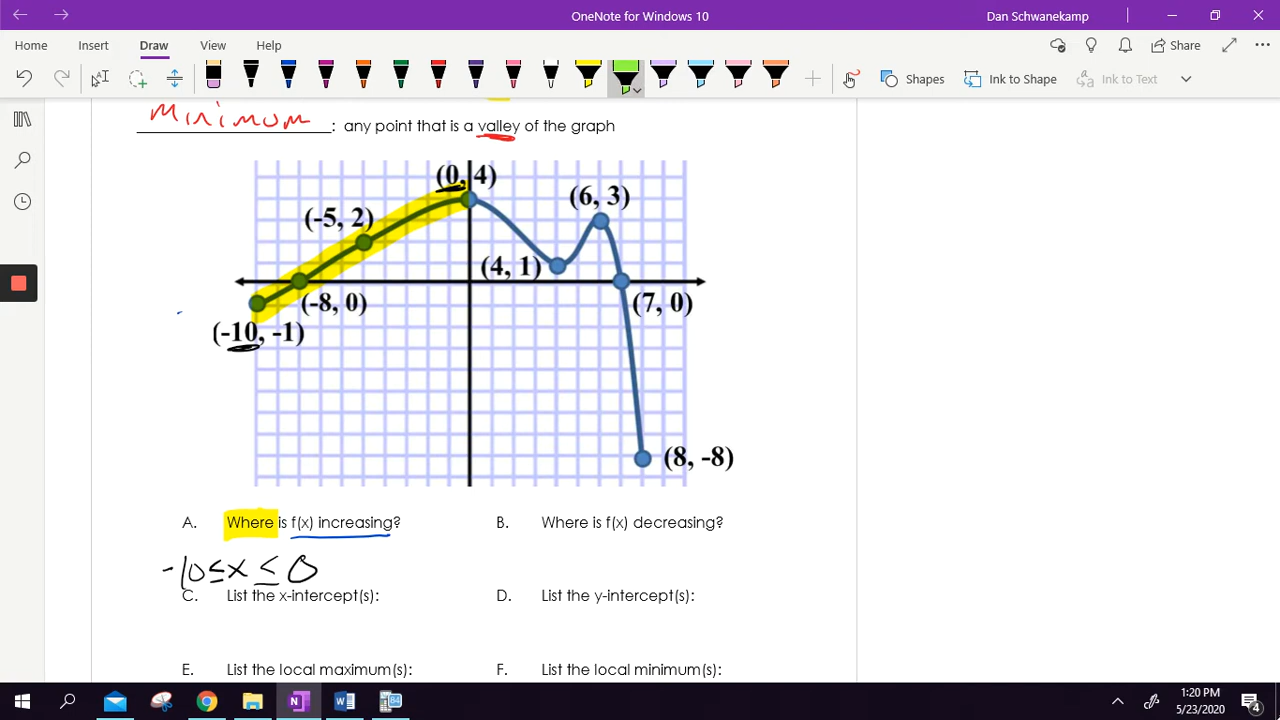 OneNote for Windows 10
Dan Schwanekamp
Home Insert Draw View Help
Share
Shapes Ink to Shape Ink to Text
Minimum : any point that is a valley of the graph
(0, 4)
(6, 3)
(-5, 2)
(4, 1)
(-8, 0)
(7, 0)
(-10, -1)
(8, -8)
A. Where is f(x) increasing? B. Where is f(x) decreasing?
-10≤x ≤ 0
C. List the x-intercept(s): D. List the y-intercept(s):
E. List the local maximum(s): F. List the local minimum(s):
1:20 PM
5/23/2020
4